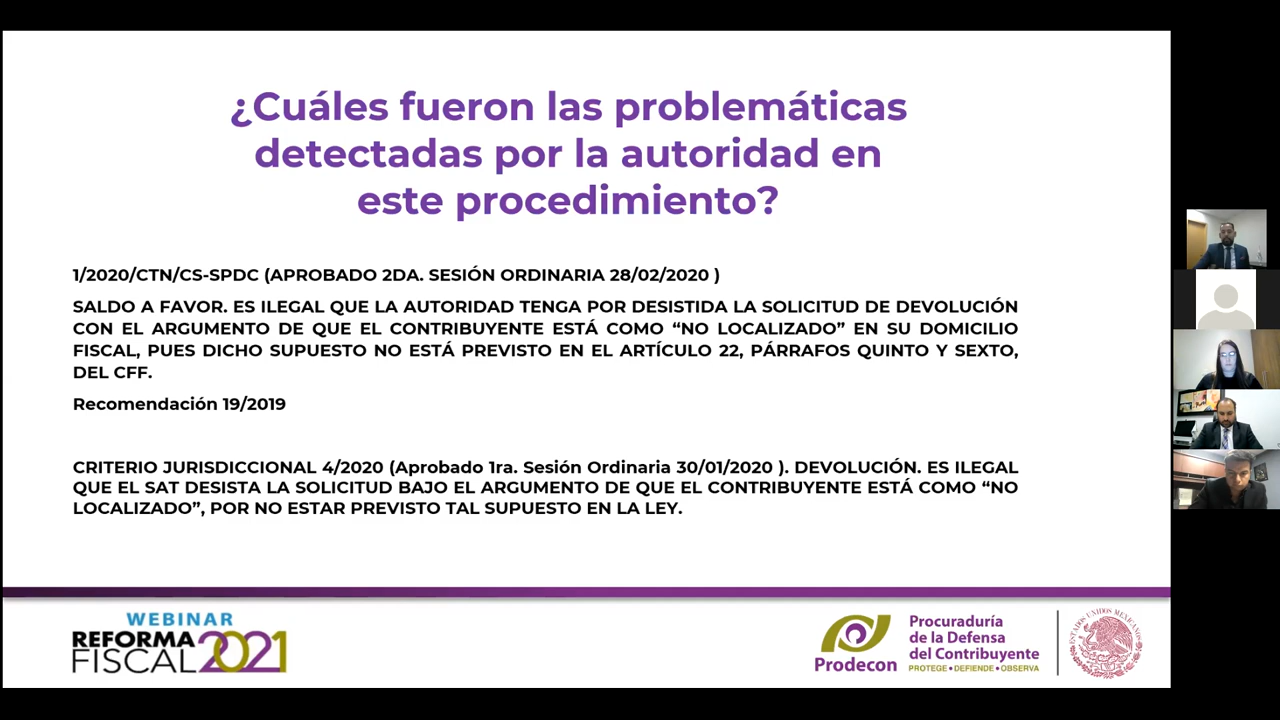 ¿Cuáles fueron las problemáticas
detectadas por la autoridad en
este procedimiento?
1/2020/CTN/CS-SPDC (APROBADO 2DA. SESIÓN ORDINARIA 28/02/2020 )
SALDO A FAVOR. ES ILEGAL QUE LA AUTORIDAD TENGA POR DESISTIDA LA SOLICITUD DE DEVOLUCIÓN
CON EL ARGUMENTO DE QUE EL CONTRIBUYENTE ESTÁ COMO “NO LOCALIZADO” EN SU DOMICILIO
FISCAL, PUES DICHO SUPUESTO NO ESTÁ PREVISTO EN EL ARTÍCULO 22, PÁRRAFOS QUINTO Y SEXTO,
DEL CFF.
Recomendación 19/2019
CRITERIO JURISDICCIONAL 4/2020 (Aprobado 1ra. Sesión Ordinaria 30/01/2020 ). DEVOLUCIÓN. ES ILEGAL
QUE EL SAT DESISTA LA SOLICITUD BAJO EL ARGUMENTO DE QUE EL CONTRIBUYENTE ESTÁ COMO “NO
LOCALIZADO”, POR NO ESTAR PREVISTO TAL SUPUESTO EN LA LEY.
WEBINAR
REFORMA
FISCAL 2021
Prodecon
Procuraduría
de la Defensa
del Contribuyente
PROTEGE • DEFIENDE • OBSERVA
ESTADOS UNIDOS MEXICANOS